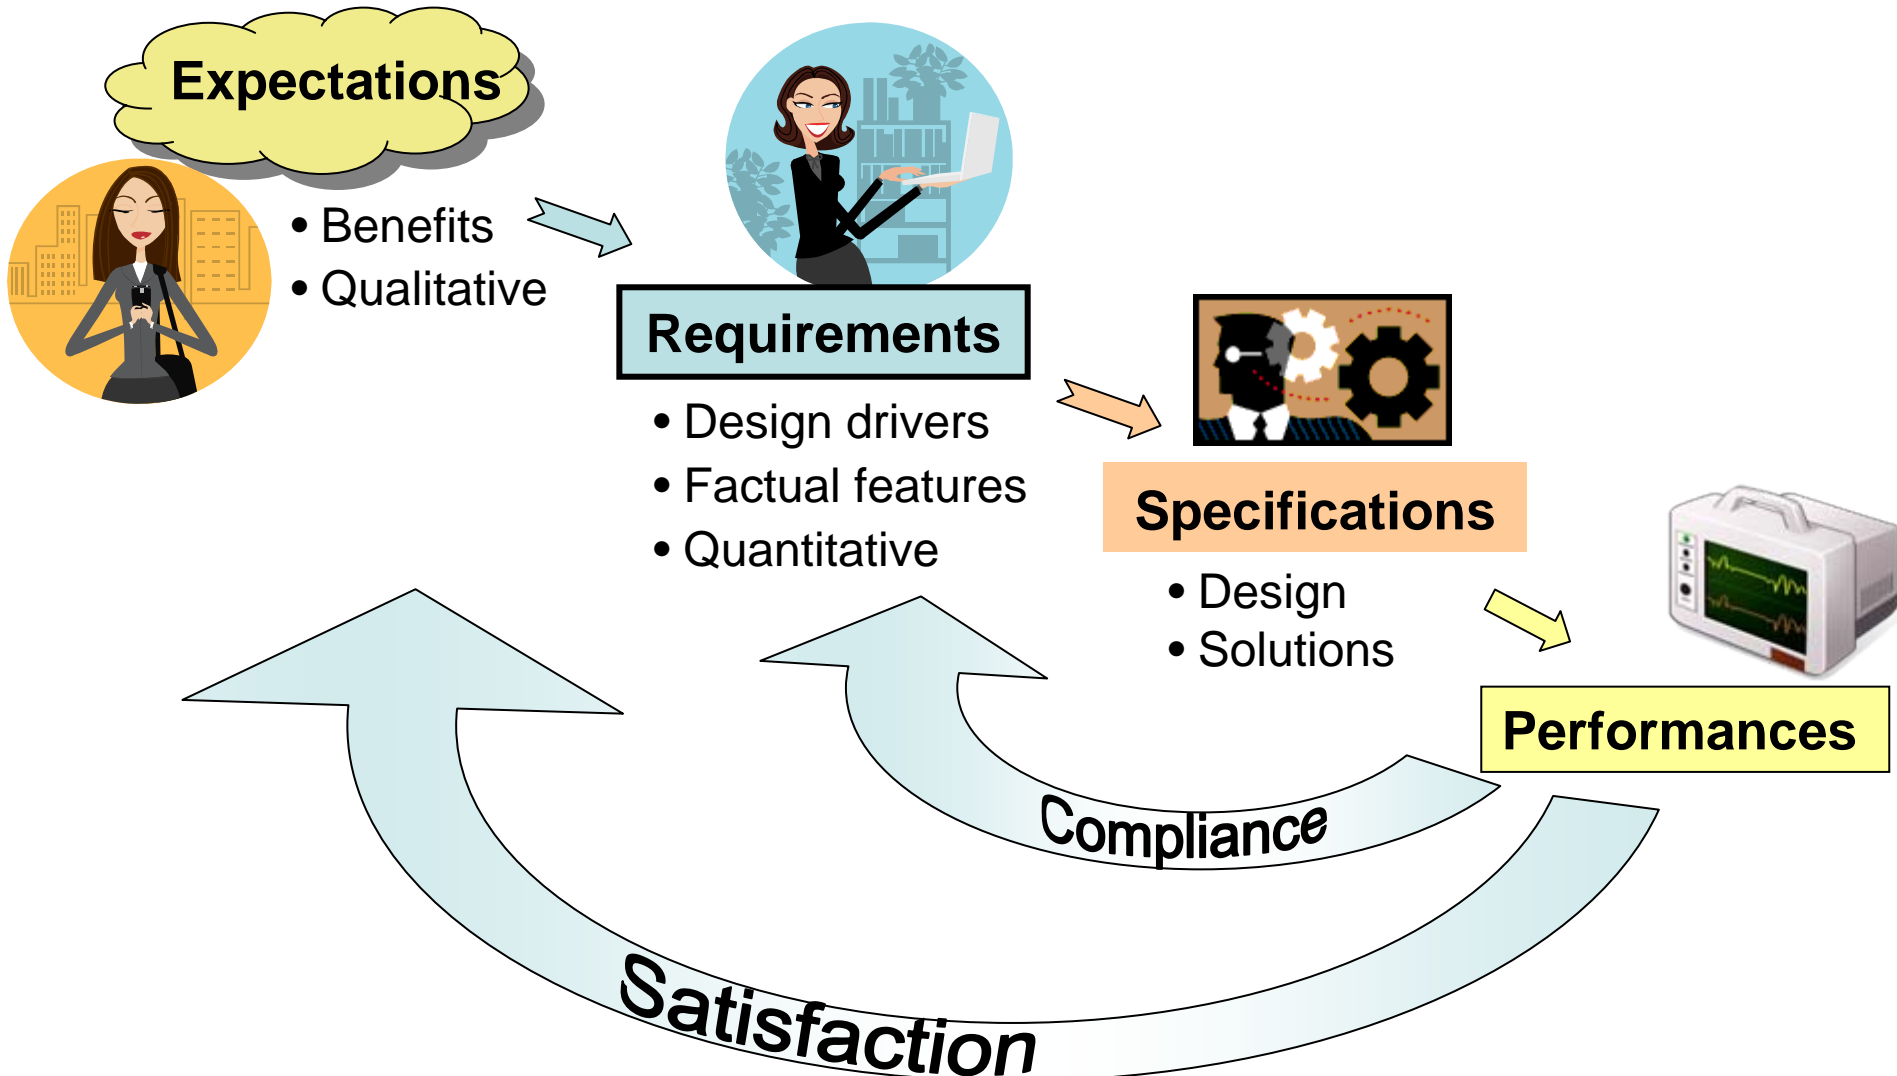 Expectations
• Benefits
• Qualitative
Requirements
• Design drivers
• Factual features
• Quantitative
Specifications
• Design
• Solutions
Performances
Compliance
Satisfaction